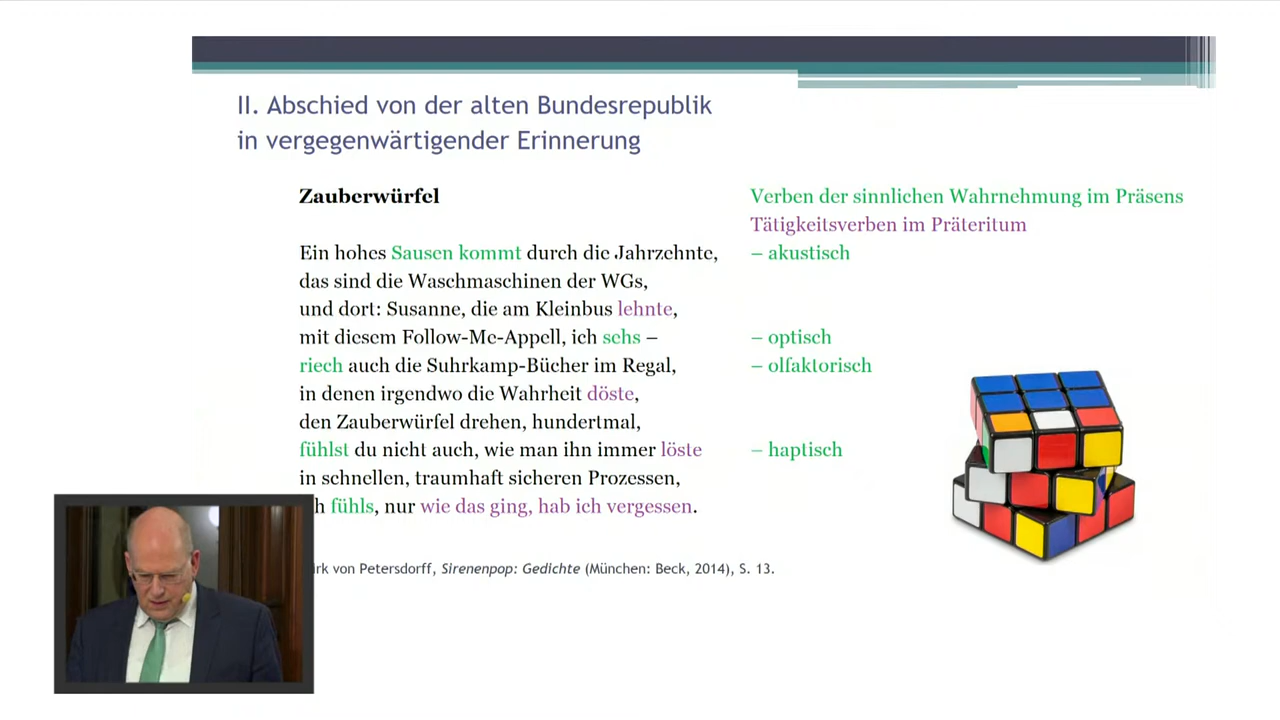 II. Abschied von der alten Bundesrepublik
in vergegenwärtigender Erinnerung
Zauberwürfel
Verben der sinnlichen Wahrnehmung im Präsens
Tätigkeitsverben im Präteritum
Ein hohes Sausen kommt durch die Jahrzehnte,
– akustisch
das sind die Waschmaschinen der WGs,
und dort: Susanne, die am Kleinbus lehnte,
mit diesem Follow-Me-Appell, ich sehs –
– optisch
riech auch die Suhrkamp-Bücher im Regal,
– olfaktorisch
in denen irgendwo die Wahrheit döste,
den Zauberwürfel drehen, hundertmal,
fühlst du nicht auch, wie man ihn immer löste
– haptisch
in schnellen, traumhaft sicheren Prozessen,
h fühls, nur wie das ging, hab ich vergessen.
irk von Petersdorff, Sirenenpop: Gedichte (München: Beck, 2014), S. 13.